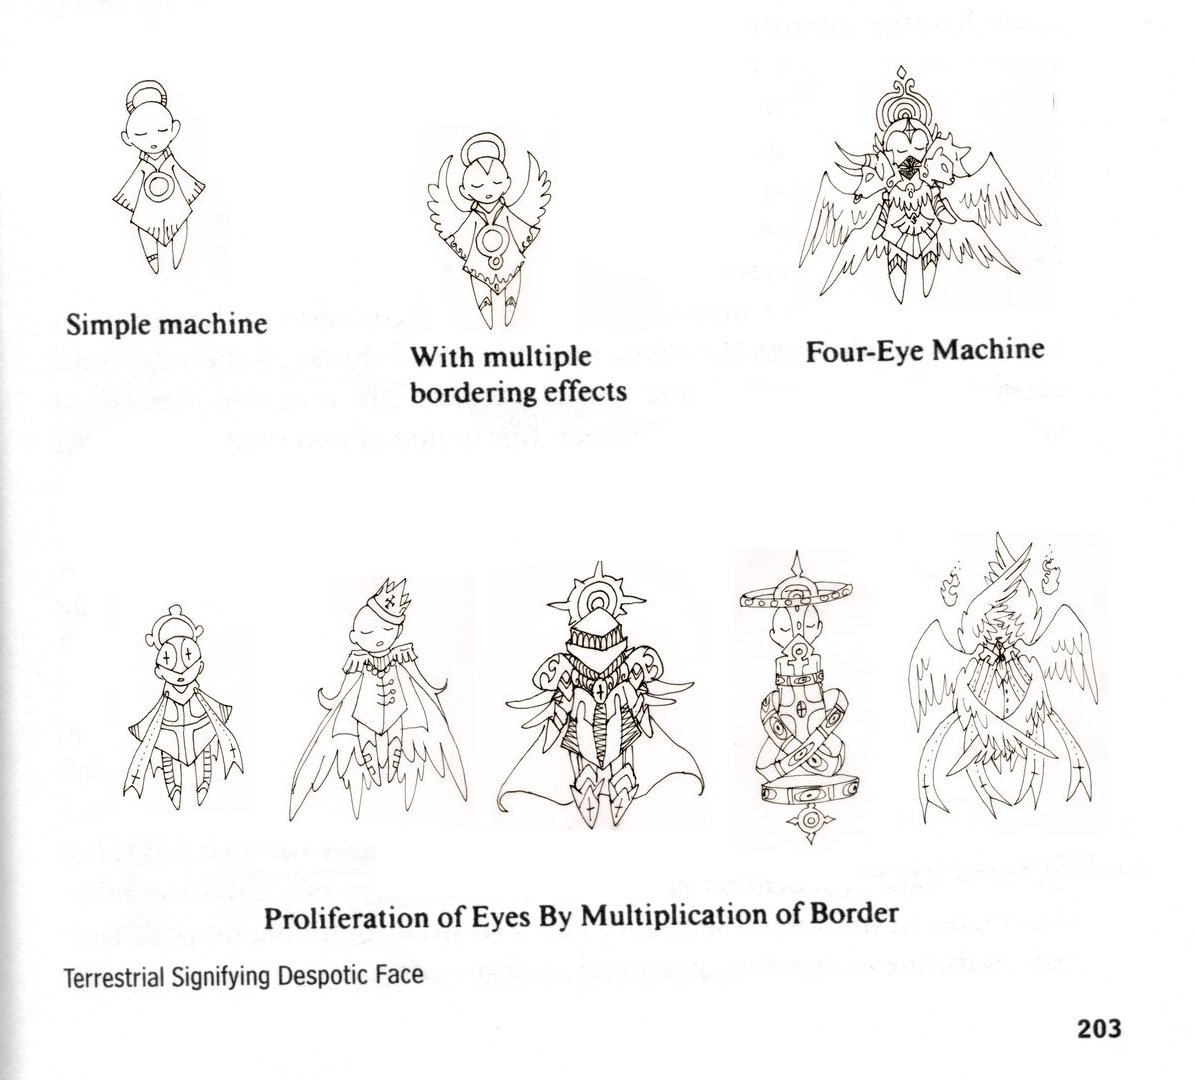 Simple machine
With multiple
bordering effects
Four-Eye Machine
Proliferation of Eyes By Multiplication of Border
Terrestrial Signifying Despotic Face
203